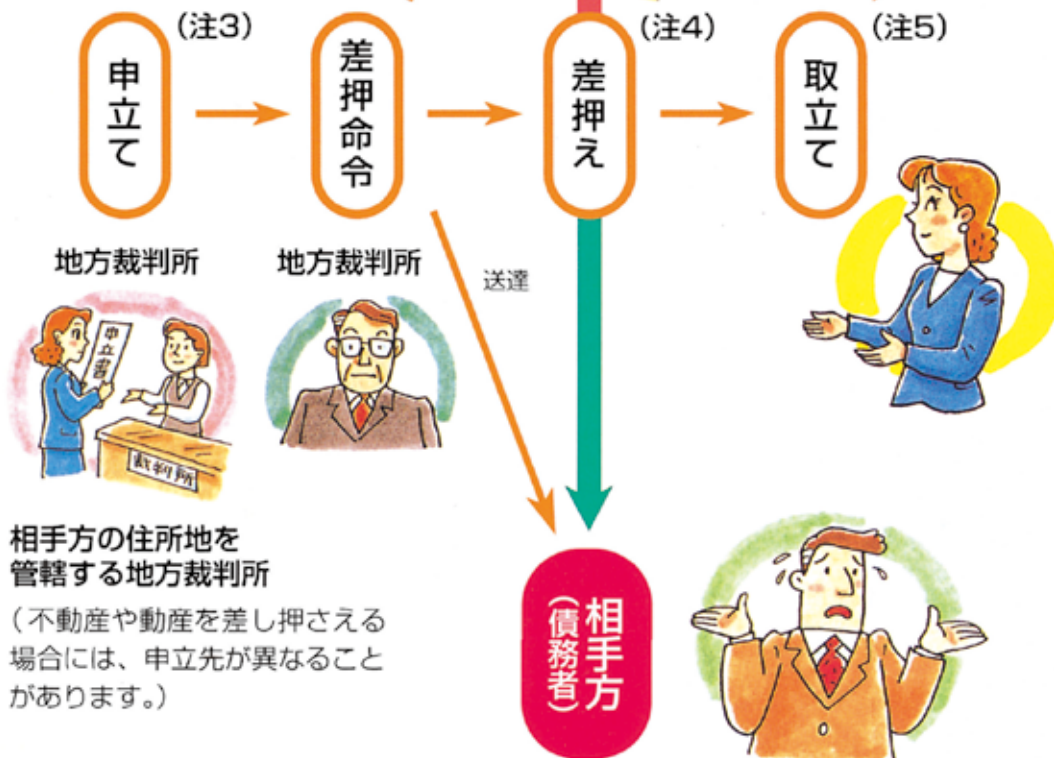 (注3)
申立て
差押命令
(注4)
差押え
(注5)
取立て
地方裁判所
地方裁判所
送達
申立書
裁判所
相手方の住所地を
管轄する地方裁判所
(不動産や動産を差し押さえる
場合には、申立先が異なること
があります。)
相手方
(債務者)